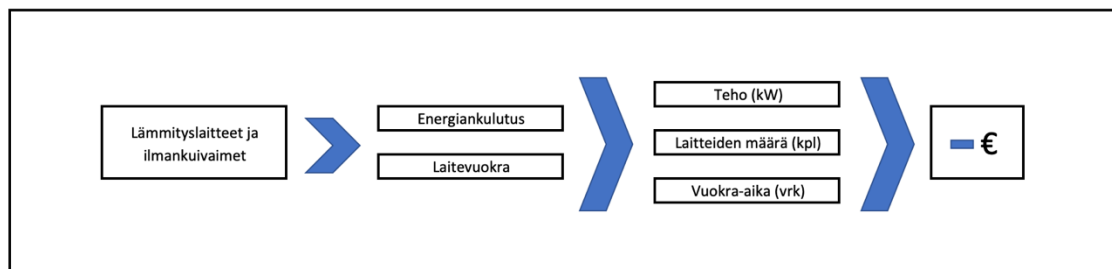 Lämmityslaitteet ja
ilmankuivaimet
Energiankulutus
Laitevuokra
Teho (kW)
Laitteiden määrä (kpl)
Vuokra-aika (vrk)
€